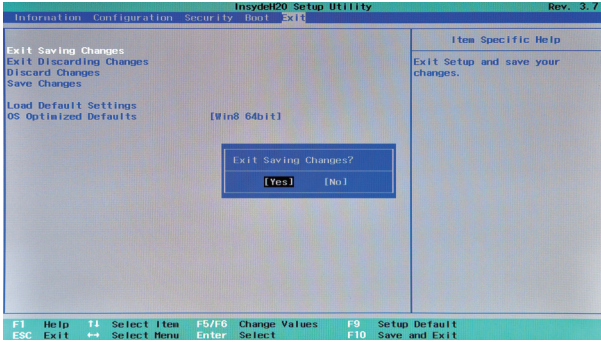 InsydeH20 Setup Utility Rev. 3.7
Information Configuration Security Boot Exit
Item Specific Help
Exit Saving Changes
Exit Discarding Changes
Discard Changes
Save Changes
Load Default Settings
OS Optimized Defaults [Win8 64bit]
Exit Setup and save your
changes.
Exit Saving Changes?
[Yes] [No]
F1 Help ↑↓ Select Item F5/F6 Change Values F9 Setup Default
ESC Exit ↔ Select Menu Enter Select F10 Save and Exit